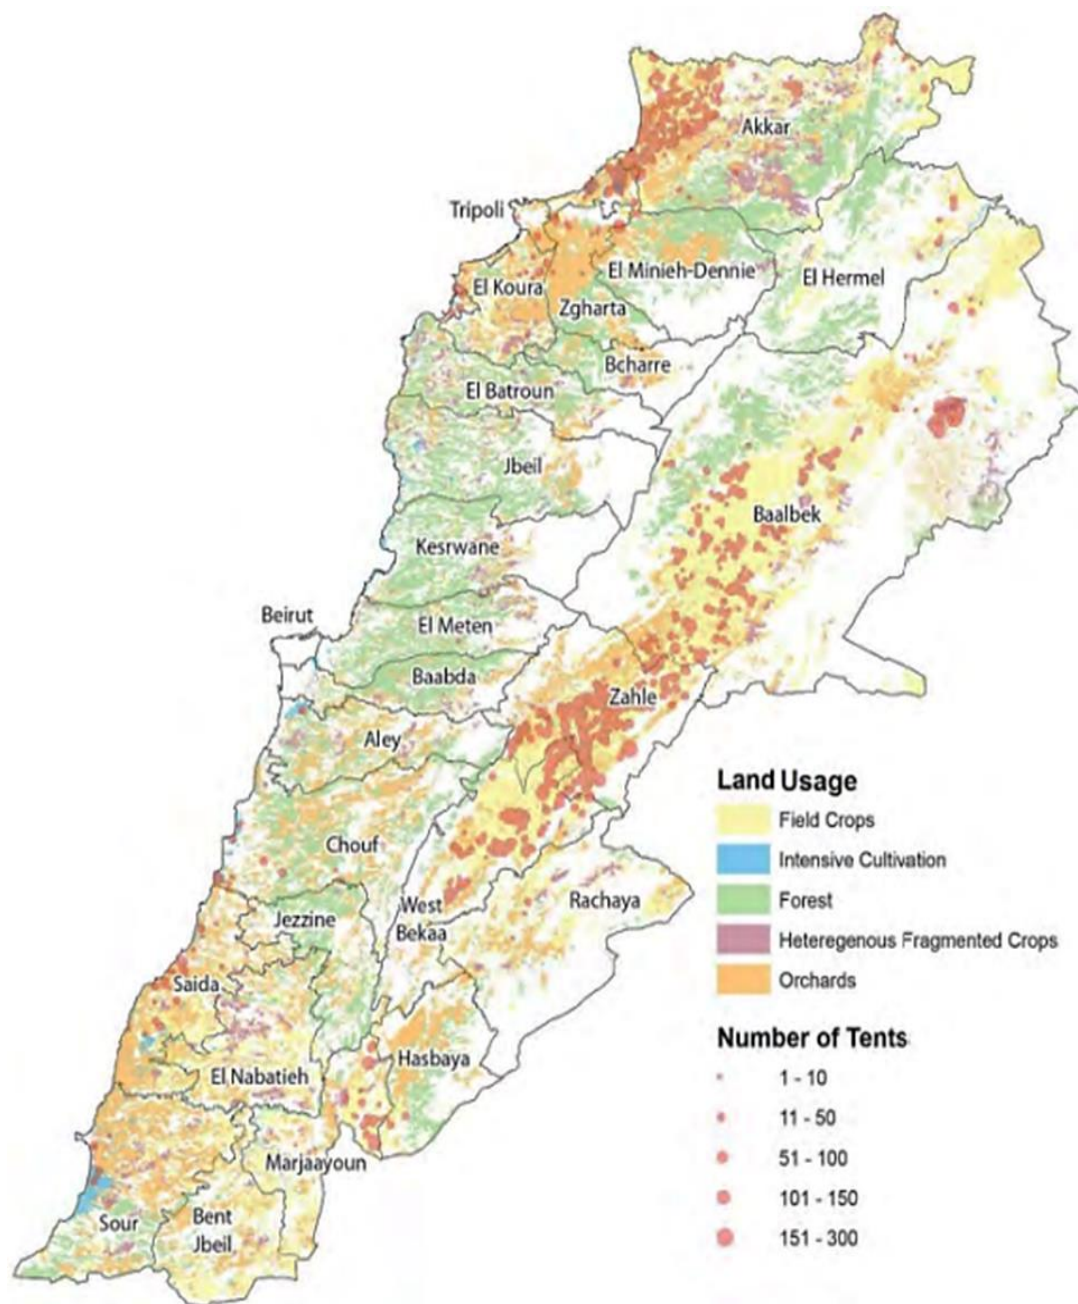 Akkar
Tripoli
El Minieh-Dennie
El Hermel
El Koura
Zgharta
Bcharre
El Batroun
Jbeil
Baalbek
Kesrwane
Beirut
El Meten
Baabda
Zahle
Aley
Chouf
West
Bekaa
Rachaya
Jezzine
Saida
Hasbaya
El Nabatieh
Marjaayoun
Sour
Bent
Jbeil
Land Usage
Field Crops
Intensive Cultivation
Forest
Heteregenous Fragmented Crops
Orchards
Number of Tents
1 - 10
11 - 50
51 - 100
101 - 150
151 - 300